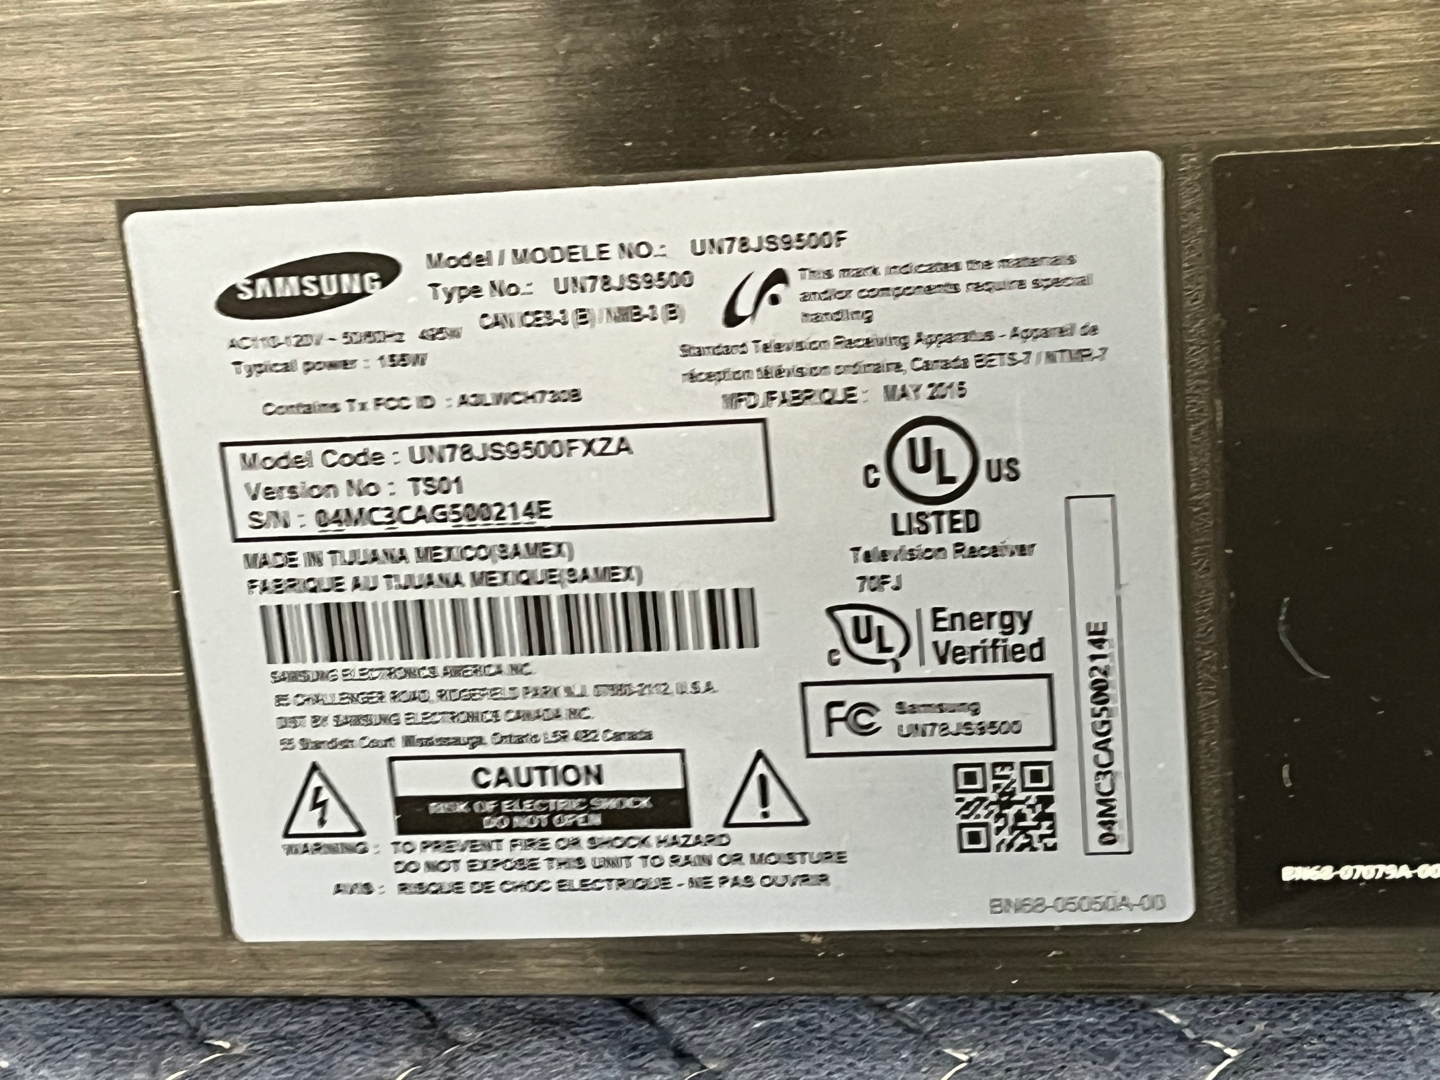 SAMSUNG
Model / MODELE NO.: UN78JS9500F
Type No.: UN78JS9500
AC110-120V ~ 50/60Hz 495W
CAN ICES-3 (B) / NMB-3 (B)
Typical power : 155W
This mark indicates the materials
and/or components require special
handling
Standard Television Receiving Apparatus - Appareil de
réception télévision ordinaire, Canada BETS-7 / NTMR-7
Contains Tx FCC ID : A3LWCH730B
MFD./FABRIQUE : MAY 2015
Model Code : UN78JS9500FXZA
Version No : TS01
S/N : 04MC3CAG500214E
MADE IN TIJUANA MEXICO(SAMEX)
FABRIQUE AU TIJUANA MEXIQUE(SAMEX)
C UL US
LISTED
Television Receiver
70FJ
C UL Energy
Verified
SAMSUNG ELECTRONICS AMERICA INC.
85 CHALLENGER ROAD, RIDGEFIELD PARK N.J. 07660-2112, U.S.A.
DIST BY SAMSUNG ELECTRONICS CANADA INC.
55 Standish Court Mississauga, Ontario L5R 4B2 Canada
FC Samsung
UN78JS9500
04MC3CAG500214E
CAUTION
RISK OF ELECTRIC SHOCK
DO NOT OPEN
WARNING : TO PREVENT FIRE OR SHOCK HAZARD
DO NOT EXPOSE THIS UNIT TO RAIN OR MOISTURE
AVIS : RISQUE DE CHOC ELECTRIQUE - NE PAS OUVRIR
BN68-05050A-00
BN68-07079A-00